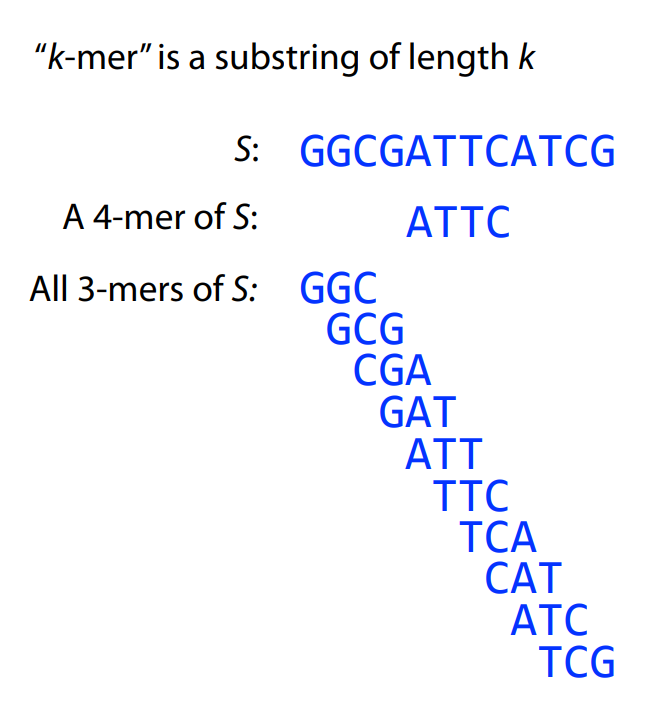 “k-mer” is a substring of length k
S: GGCGATTCATCG
A 4-mer of S: ATTC
All 3-mers of S: GGC
GCG
CGA
GAT
ATT
TTC
TCA
CAT
ATC
TCG